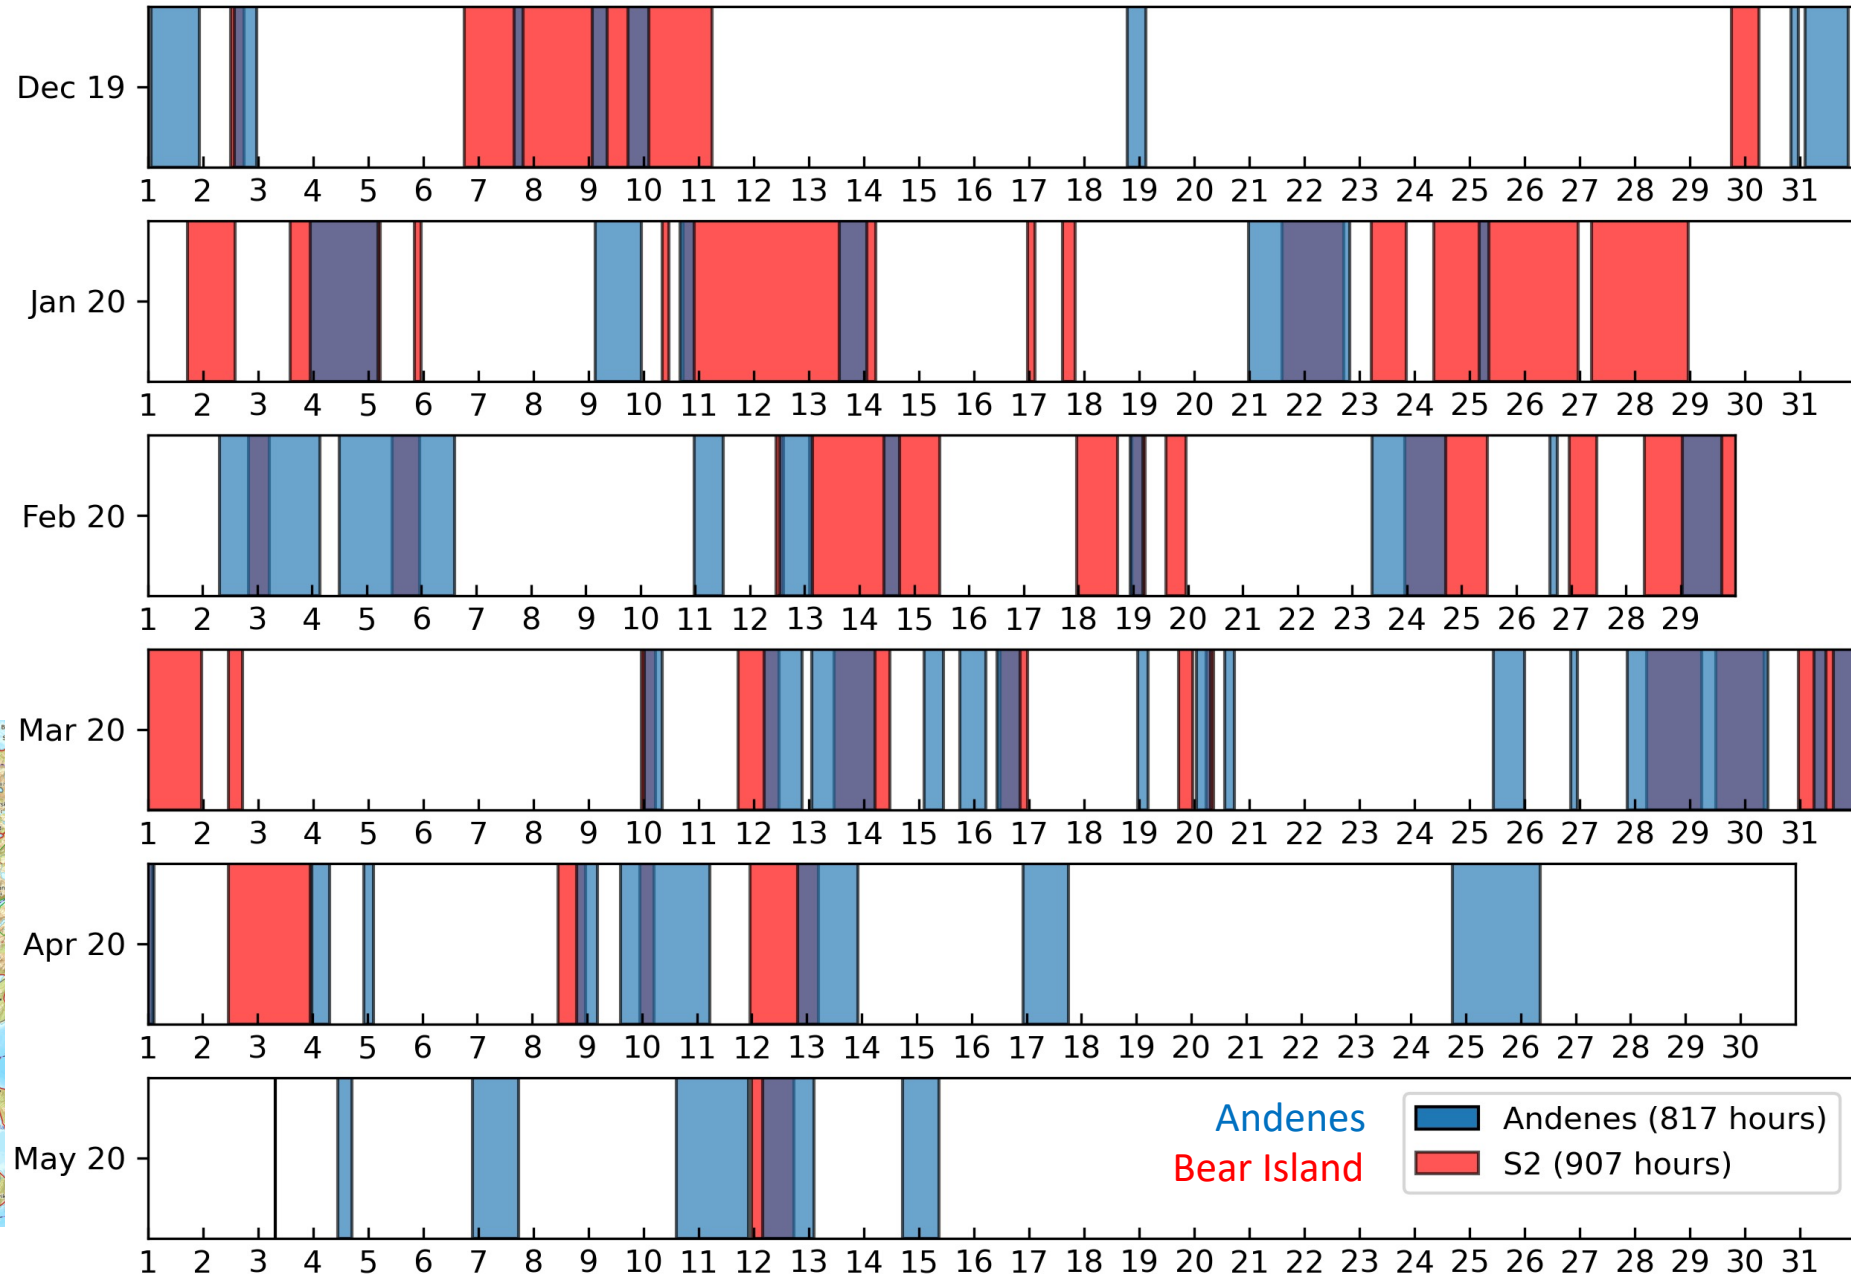 Dec 19
1 2 3 4 5 6 7 8 9 10 11 12 13 14 15 16 17 18 19 20 21 22 23 24 25 26 27 28 29 30 31
Jan 20
1 2 3 4 5 6 7 8 9 10 11 12 13 14 15 16 17 18 19 20 21 22 23 24 25 26 27 28 29 30 31
Feb 20
1 2 3 4 5 6 7 8 9 10 11 12 13 14 15 16 17 18 19 20 21 22 23 24 25 26 27 28 29
Mar 20
1 2 3 4 5 6 7 8 9 10 11 12 13 14 15 16 17 18 19 20 21 22 23 24 25 26 27 28 29 30 31
Apr 20
1 2 3 4 5 6 7 8 9 10 11 12 13 14 15 16 17 18 19 20 21 22 23 24 25 26 27 28 29 30
May 20
Andenes
Bear Island
Andenes (817 hours)
S2 (907 hours)
1 2 3 4 5 6 7 8 9 10 11 12 13 14 15 16 17 18 19 20 21 22 23 24 25 26 27 28 29 30 31